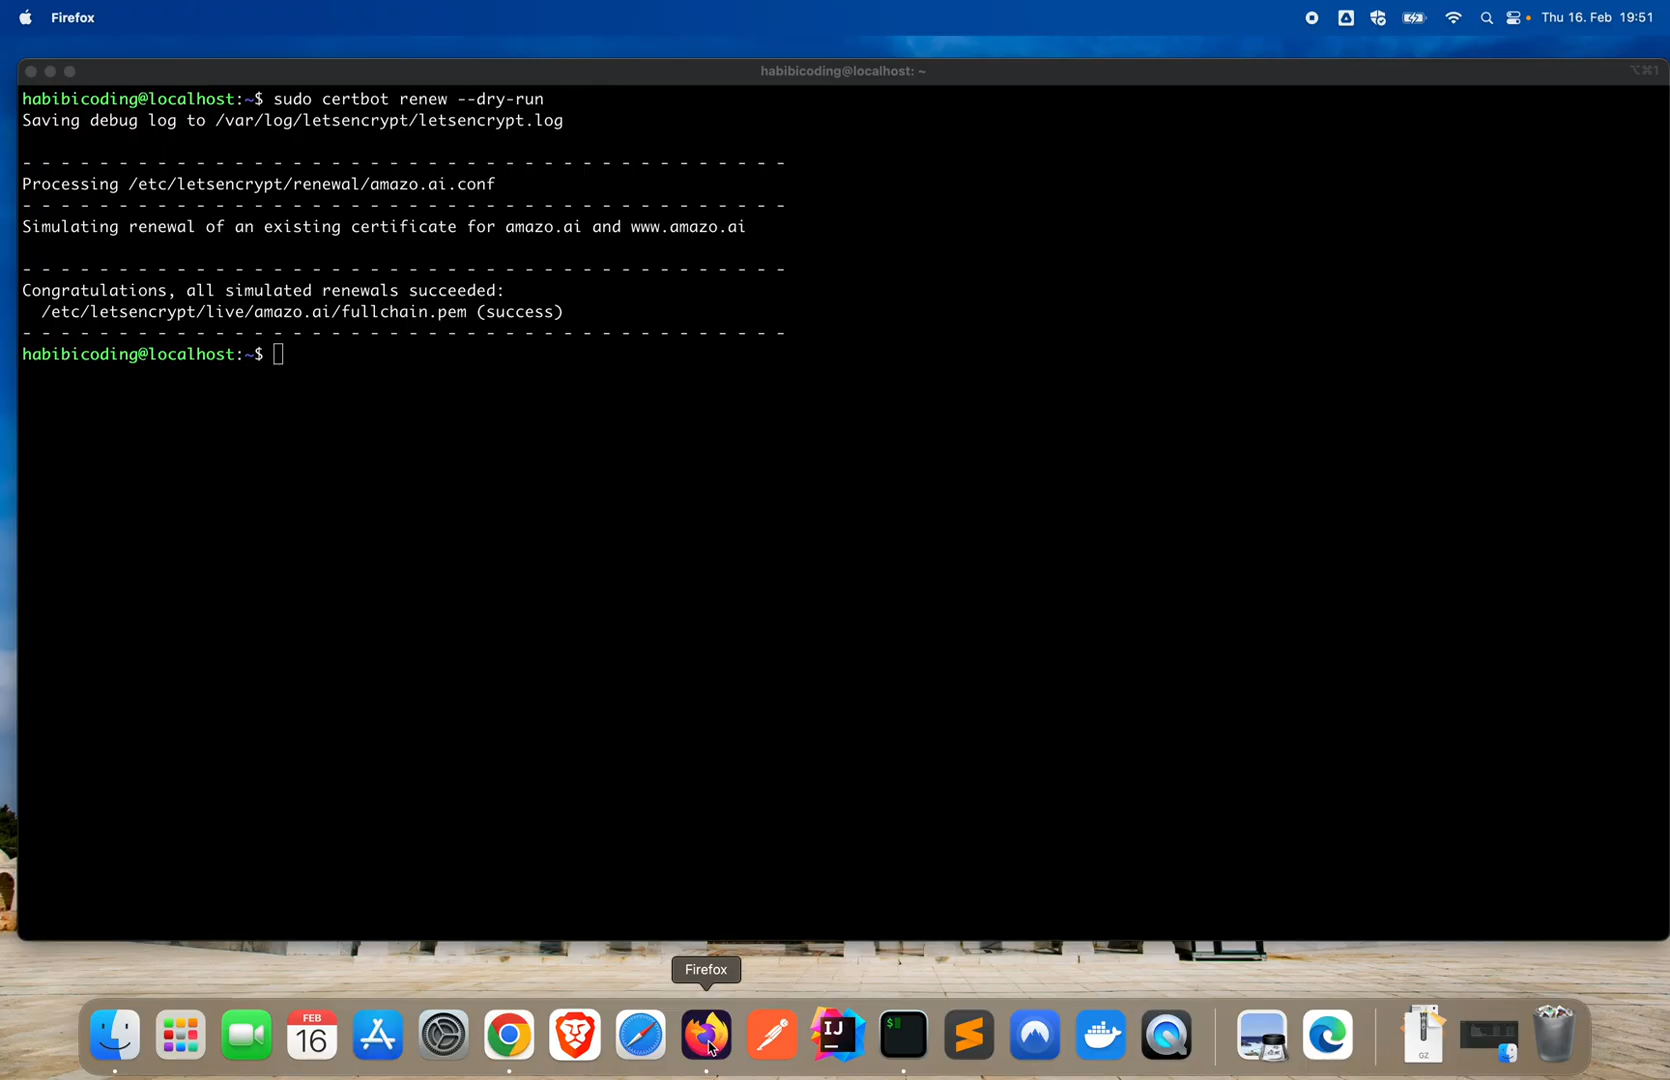 Firefox
Thu 16. Feb 19:51
habibicoding@localhost: ~
⌥⌘1
habibicoding@localhost:~$ sudo certbot renew --dry-run
Saving debug log to /var/log/letsencrypt/letsencrypt.log
- - - - - - - - - - - - - - - - - - - - - - - - - - - - - - - - - - - - - - - -
Processing /etc/letsencrypt/renewal/amazo.ai.conf
- - - - - - - - - - - - - - - - - - - - - - - - - - - - - - - - - - - - - - - -
Simulating renewal of an existing certificate for amazo.ai and www.amazo.ai
- - - - - - - - - - - - - - - - - - - - - - - - - - - - - - - - - - - - - - - -
Congratulations, all simulated renewals succeeded:
/etc/letsencrypt/live/amazo.ai/fullchain.pem (success)
- - - - - - - - - - - - - - - - - - - - - - - - - - - - - - - - - - - - - - - -
habibicoding@localhost:~$
Firefox
FEB
16
IJ
$
GZ